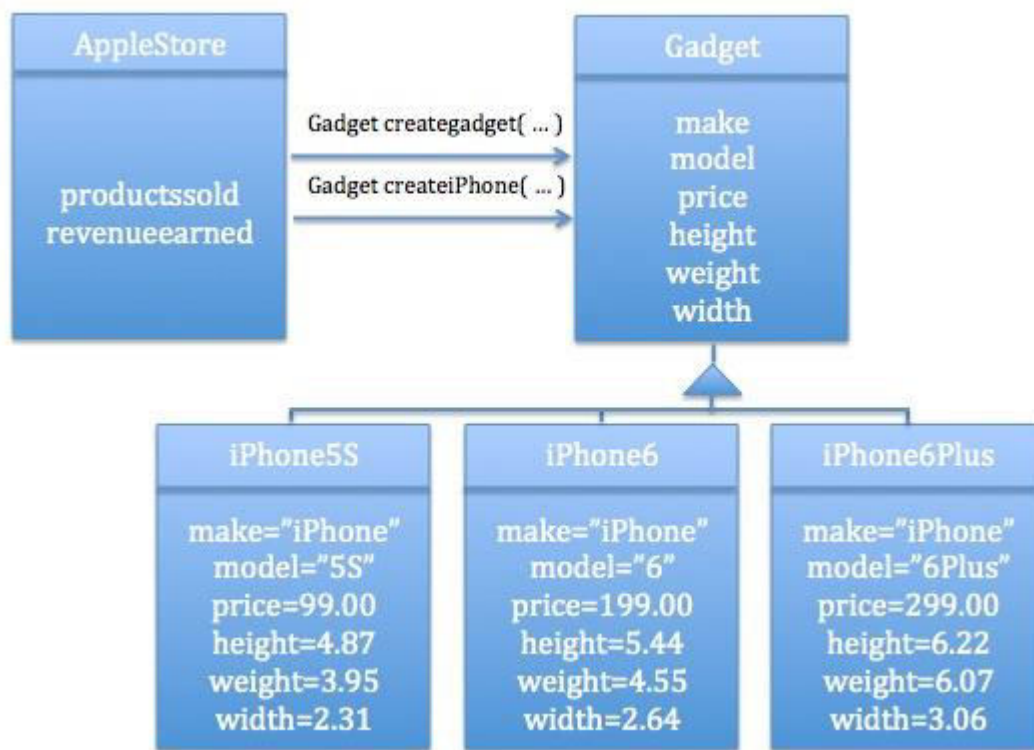 AppleStore
productssold
revenueearned
Gadget creategadget( ... )
Gadget createiPhone( ... )
Gadget
make
model
price
height
weight
width
iPhone5S
make=”iPhone”
model=”5S”
price=99.00
height=4.87
weight=3.95
width=2.31
iPhone6
make=”iPhone”
model=”6”
price=199.00
height=5.44
weight=4.55
width=2.64
iPhone6Plus
make=”iPhone”
model=”6Plus”
price=299.00
height=6.22
weight=6.07
width=3.06